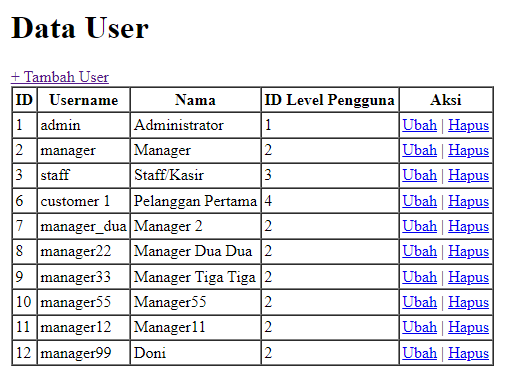 Data User
+ Tambah User
ID Username Nama ID Level Pengguna Aksi
1 admin Administrator 1 Ubah | Hapus
2 manager Manager 2 Ubah | Hapus
3 staff Staff/Kasir 3 Ubah | Hapus
6 customer 1 Pelanggan Pertama 4 Ubah | Hapus
7 manager_dua Manager 2 2 Ubah | Hapus
8 manager22 Manager Dua Dua 2 Ubah | Hapus
9 manager33 Manager Tiga Tiga 2 Ubah | Hapus
10 manager55 Manager55 2 Ubah | Hapus
11 manager12 Manager11 2 Ubah | Hapus
12 manager99 Doni 2 Ubah | Hapus